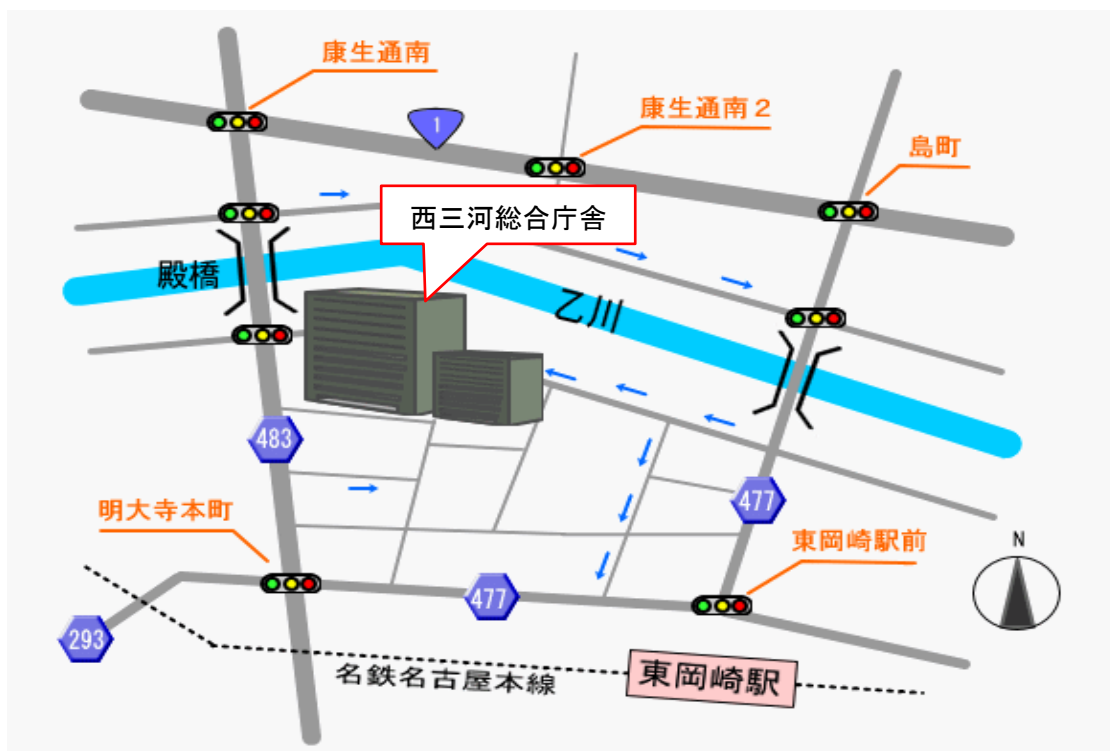 康生通南
1
康生通南2
島町
西三河総合庁舎
殿橋
乙川
483
477
明大寺本町
東岡崎駅前
N
477
293
名鉄名古屋本線
東岡崎駅